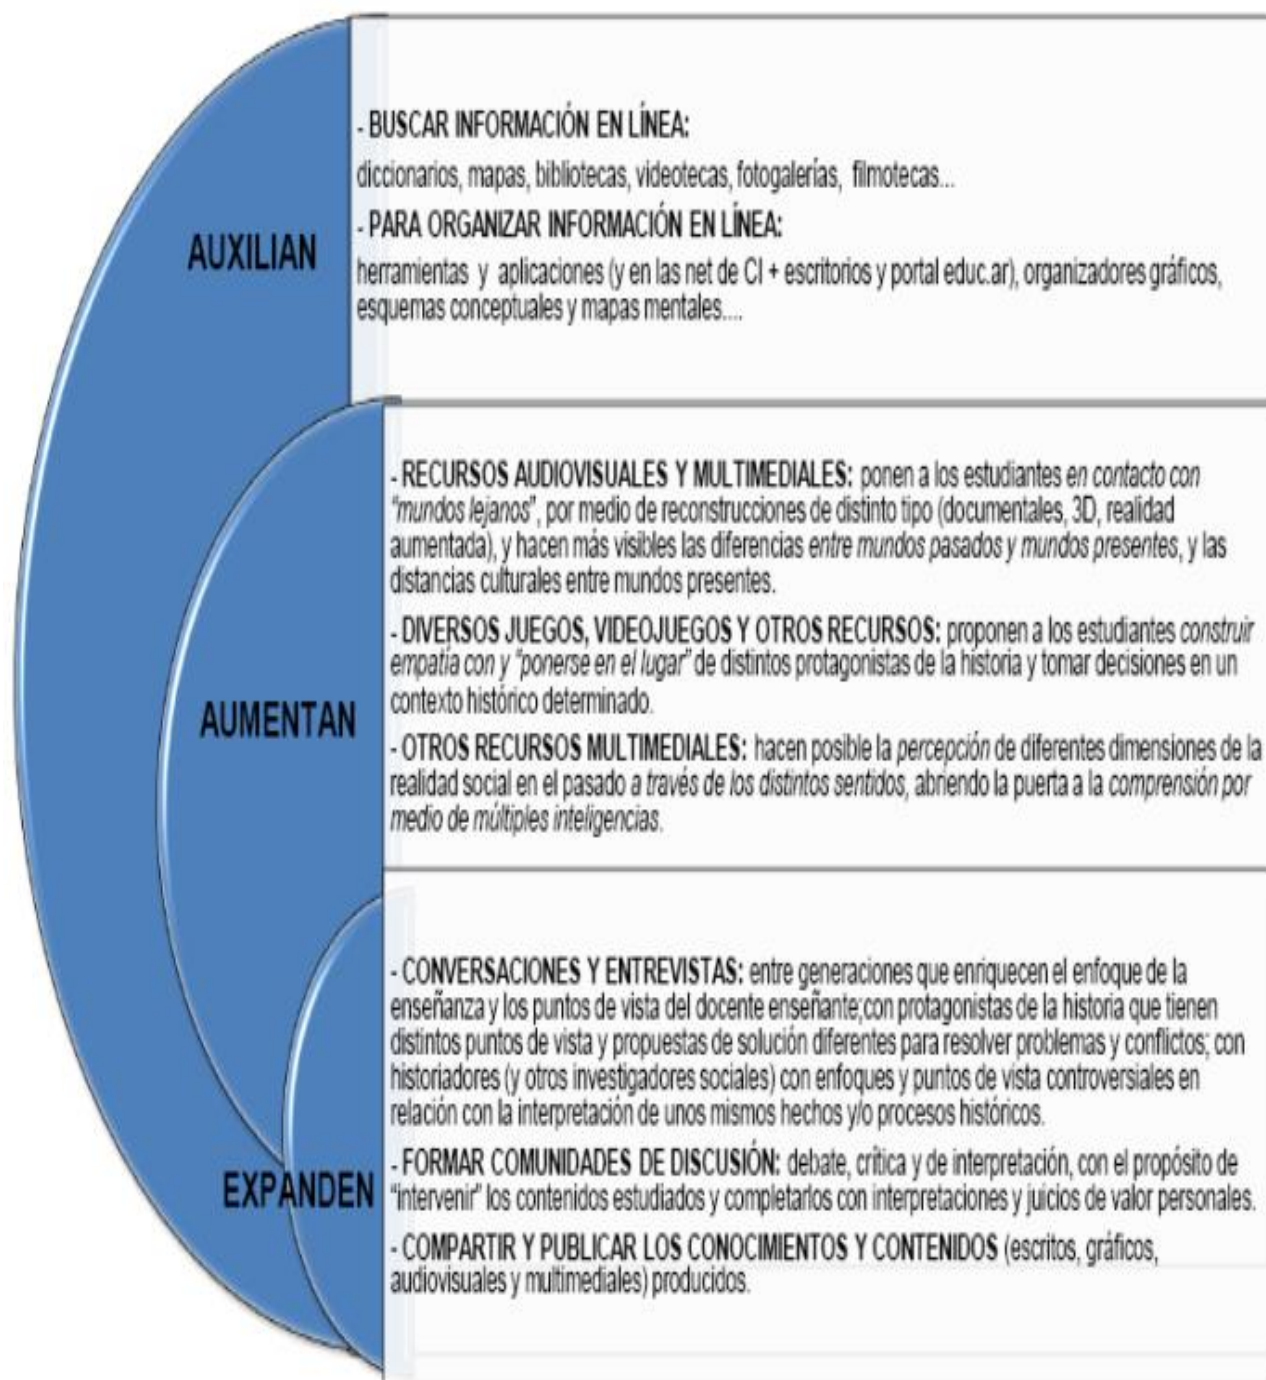 AUXILIAN
- BUSCAR INFORMACIÓN EN LÍNEA:
diccionarios, mapas, bibliotecas, videotecas, fotogalerías, filmotecas...
- PARA ORGANIZAR INFORMACIÓN EN LÍNEA:
herramientas y aplicaciones (y en las net de CI + escritorios y portal educ.ar), organizadores gráficos,
esquemas conceptuales y mapas mentales....
AUMENTAN
- RECURSOS AUDIOVISUALES Y MULTIMEDIALES: ponen a los estudiantes en contacto con
"mundos lejanos", por medio de reconstrucciones de distinto tipo (documentales, 3D, realidad
aumentada), y hacen más visibles las diferencias entre mundos pasados y mundos presentes, y las
distancias culturales entre mundos presentes.
- DIVERSOS JUEGOS, VIDEOJUEGOS Y OTROS RECURSOS: proponen a los estudiantes construir
empatía con y "ponerse en el lugar" de distintos protagonistas de la historia y tomar decisiones en un
contexto histórico determinado.
- OTROS RECURSOS MULTIMEDIALES: hacen posible la percepción de diferentes dimensiones de la
realidad social en el pasado a través de los distintos sentidos, abriendo la puerta a la comprensión por
medio de múltiples inteligencias.
EXPANDEN
- CONVERSACIONES Y ENTREVISTAS: entre generaciones que enriquecen el enfoque de la
enseñanza y los puntos de vista del docente enseñante;con protagonistas de la historia que tienen
distintos puntos de vista y propuestas de solución diferentes para resolver problemas y conflictos; con
historiadores (y otros investigadores sociales) con enfoques y puntos de vista controversiales en
relación con la interpretación de unos mismos hechos y/o procesos históricos.
- FORMAR COMUNIDADES DE DISCUSIÓN: debate, crítica y de interpretación, con el propósito de
"intervenir" los contenidos estudiados y completarlos con interpretaciones y juicios de valor personales.
- COMPARTIR Y PUBLICAR LOS CONOCIMIENTOS Y CONTENIDOS (escritos, gráficos,
audiovisuales y multimediales) producidos.